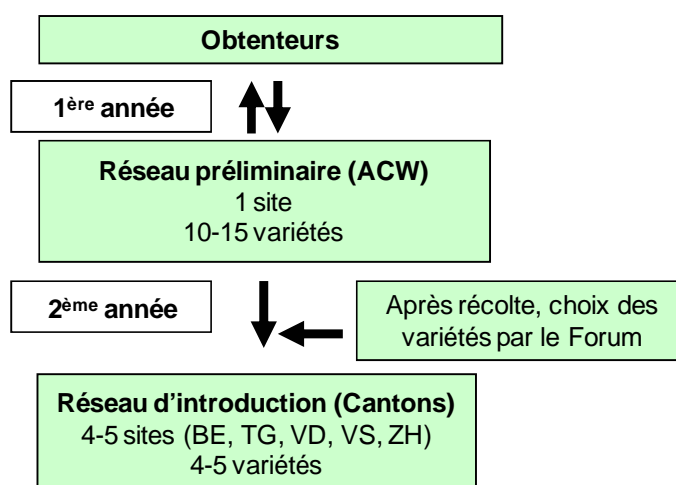 Obtenteurs
1ère année
Réseau préliminaire (ACW)
1 site
10-15 variétés
2ème année
Après récolte, choix des
variétés par le Forum
Réseau d'introduction (Cantons)
4-5 sites (BE, TG, VD, VS, ZH)
4-5 variétés